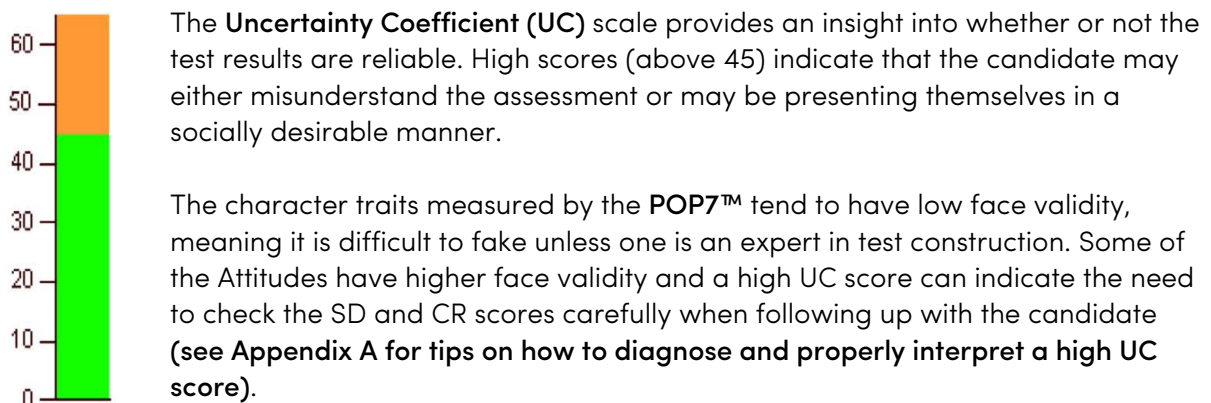 60
50
40
30
20
10
0
The Uncertainty Coefficient (UC) scale provides an insight into whether or not the
test results are reliable. High scores (above 45) indicate that the candidate may
either misunderstand the assessment or may be presenting themselves in a
socially desirable manner.
The character traits measured by the POP7™ tend to have low face validity,
meaning it is difficult to fake unless one is an expert in test construction. Some of
the Attitudes have higher face validity and a high UC score can indicate the need
to check the SD and CR scores carefully when following up with the candidate
(see Appendix A for tips on how to diagnose and properly interpret a high UC
score).